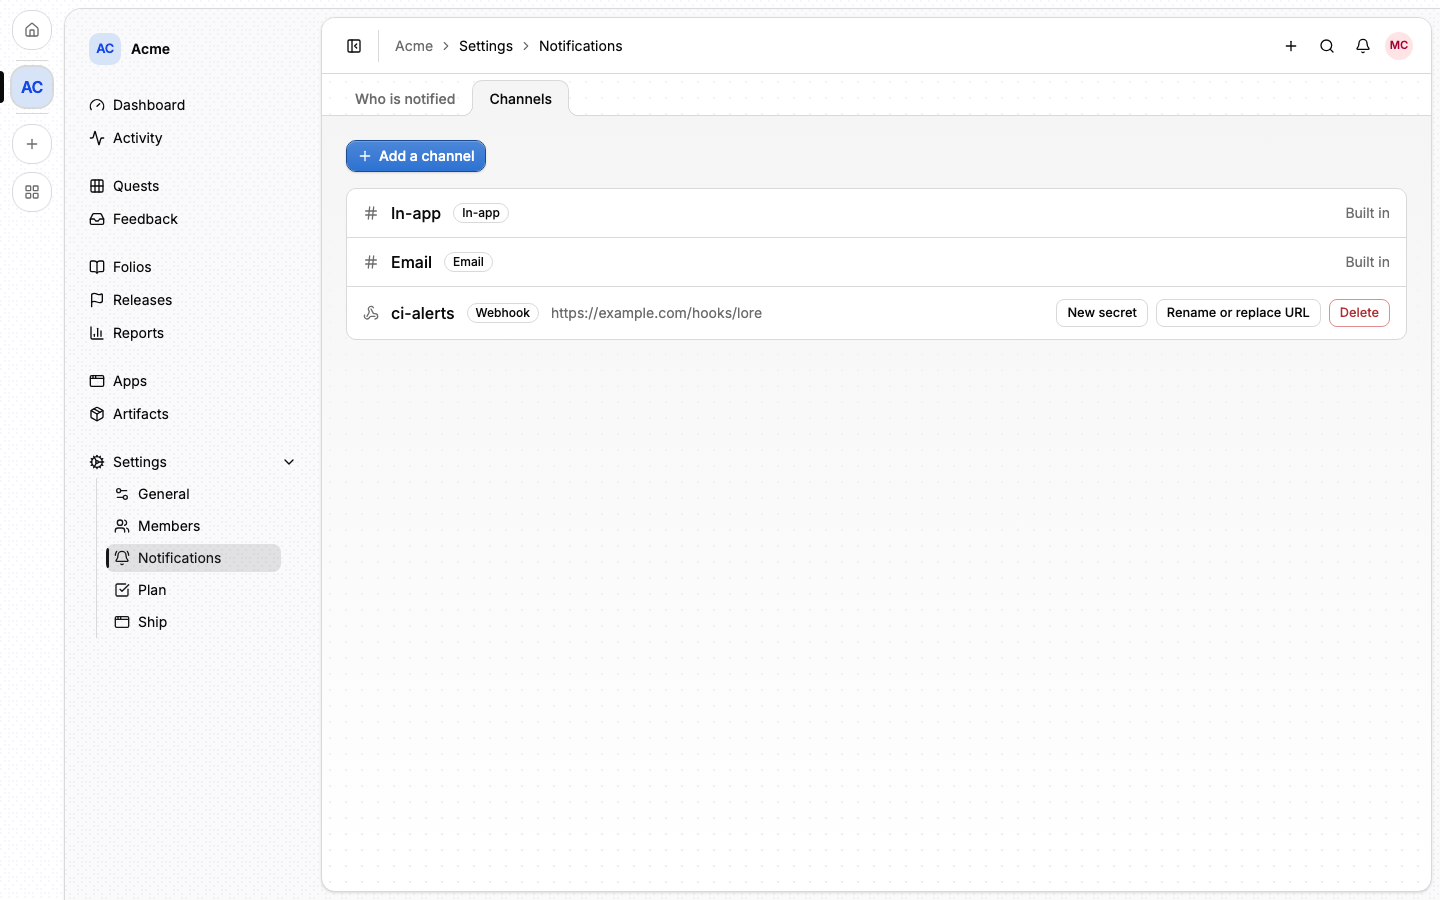 AC Acme
AC
Dashboard
Activity
Quests
Feedback
Folios
Releases
Reports
Apps
Artifacts
Settings
General
Members
Notifications
Plan
Ship
Acme > Settings > Notifications
MC
Who is notified
Channels
+ Add a channel
# In-app In-app Built in
# Email Email Built in
ci-alerts Webhook https://example.com/hooks/lore New secret Rename or replace URL Delete